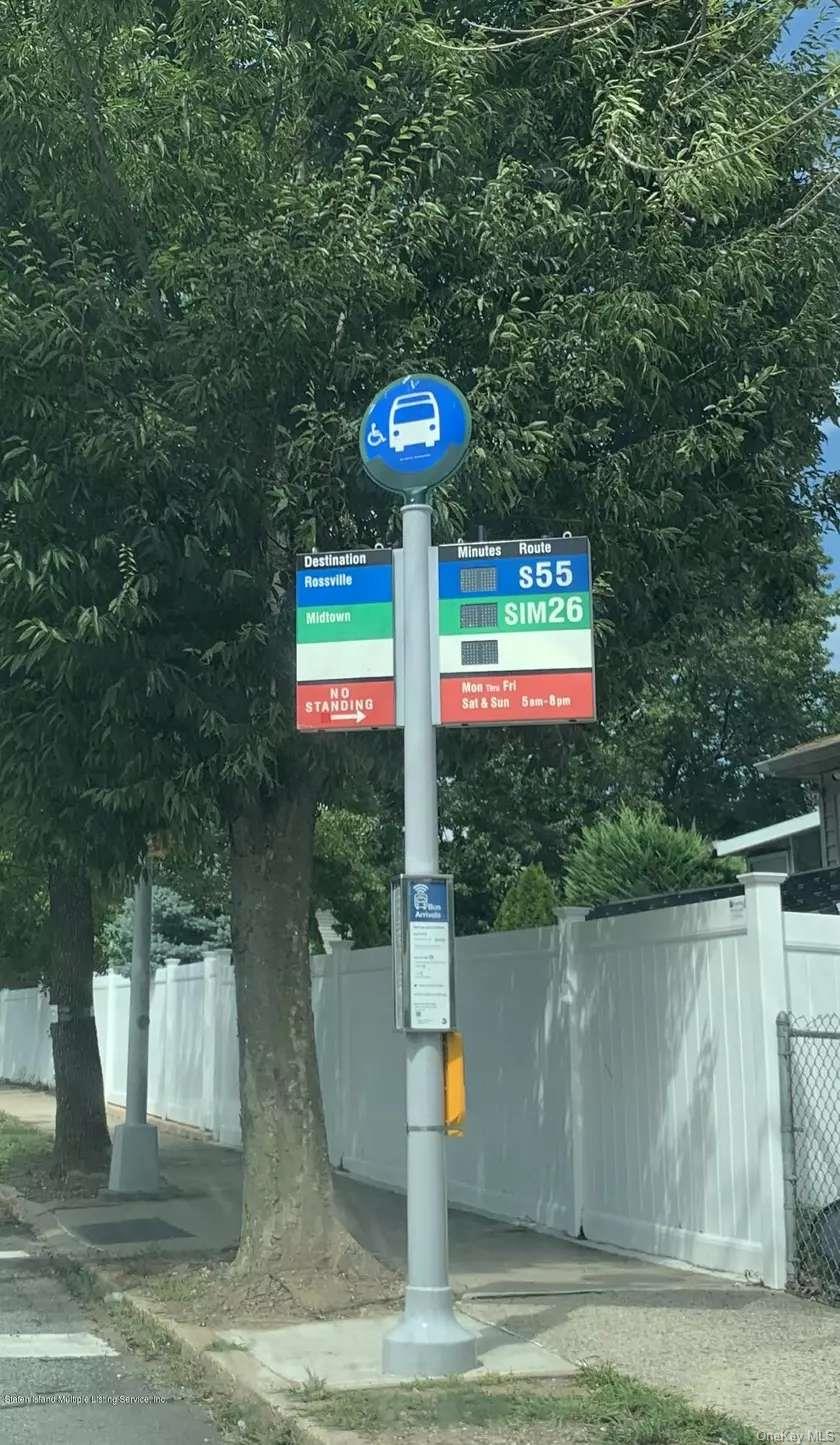 Destination
Rossville
Midtown
NO
STANDING
Minutes Route
S55
SIM26
Mon Thru Fri
Sat & Sun 5am-8pm
Bus
Arrivals
Staten Island Multiple Listing Service, Inc.
OneKey MLS